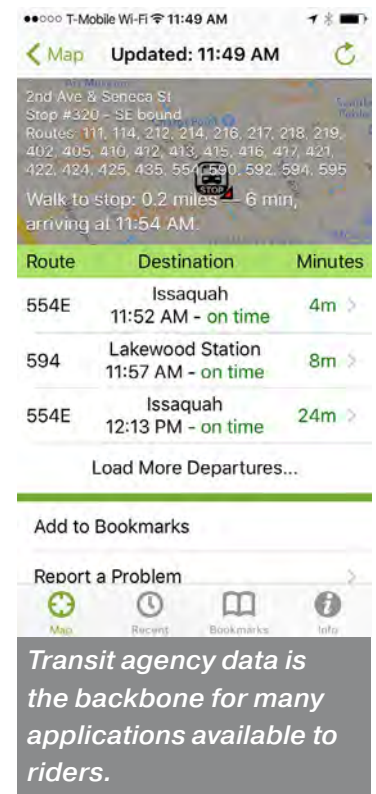 T-Mobile Wi-Fi 11:49 AM
Map Updated: 11:49 AM
2nd Ave & Seneca St
Stop #320 - SE bound
Routes: 111, 114, 212, 214, 216, 217, 218, 219,
402, 405, 410, 412, 413, 415, 416, 417, 421,
422, 424, 425, 435, 554, 590, 592, 594, 595
STOP
Walk to stop: 0.2 miles — 6 min,
arriving at 11:54 AM.
Route Destination Minutes
554E Issaquah 4m
11:52 AM - on time
594 Lakewood Station 8m
11:57 AM - on time
554E Issaquah 24m
12:13 PM - on time
Load More Departures...
Add to Bookmarks
Report a Problem
Map Recent Bookmarks Info
Transit agency data is
the backbone for many
applications available to
riders.